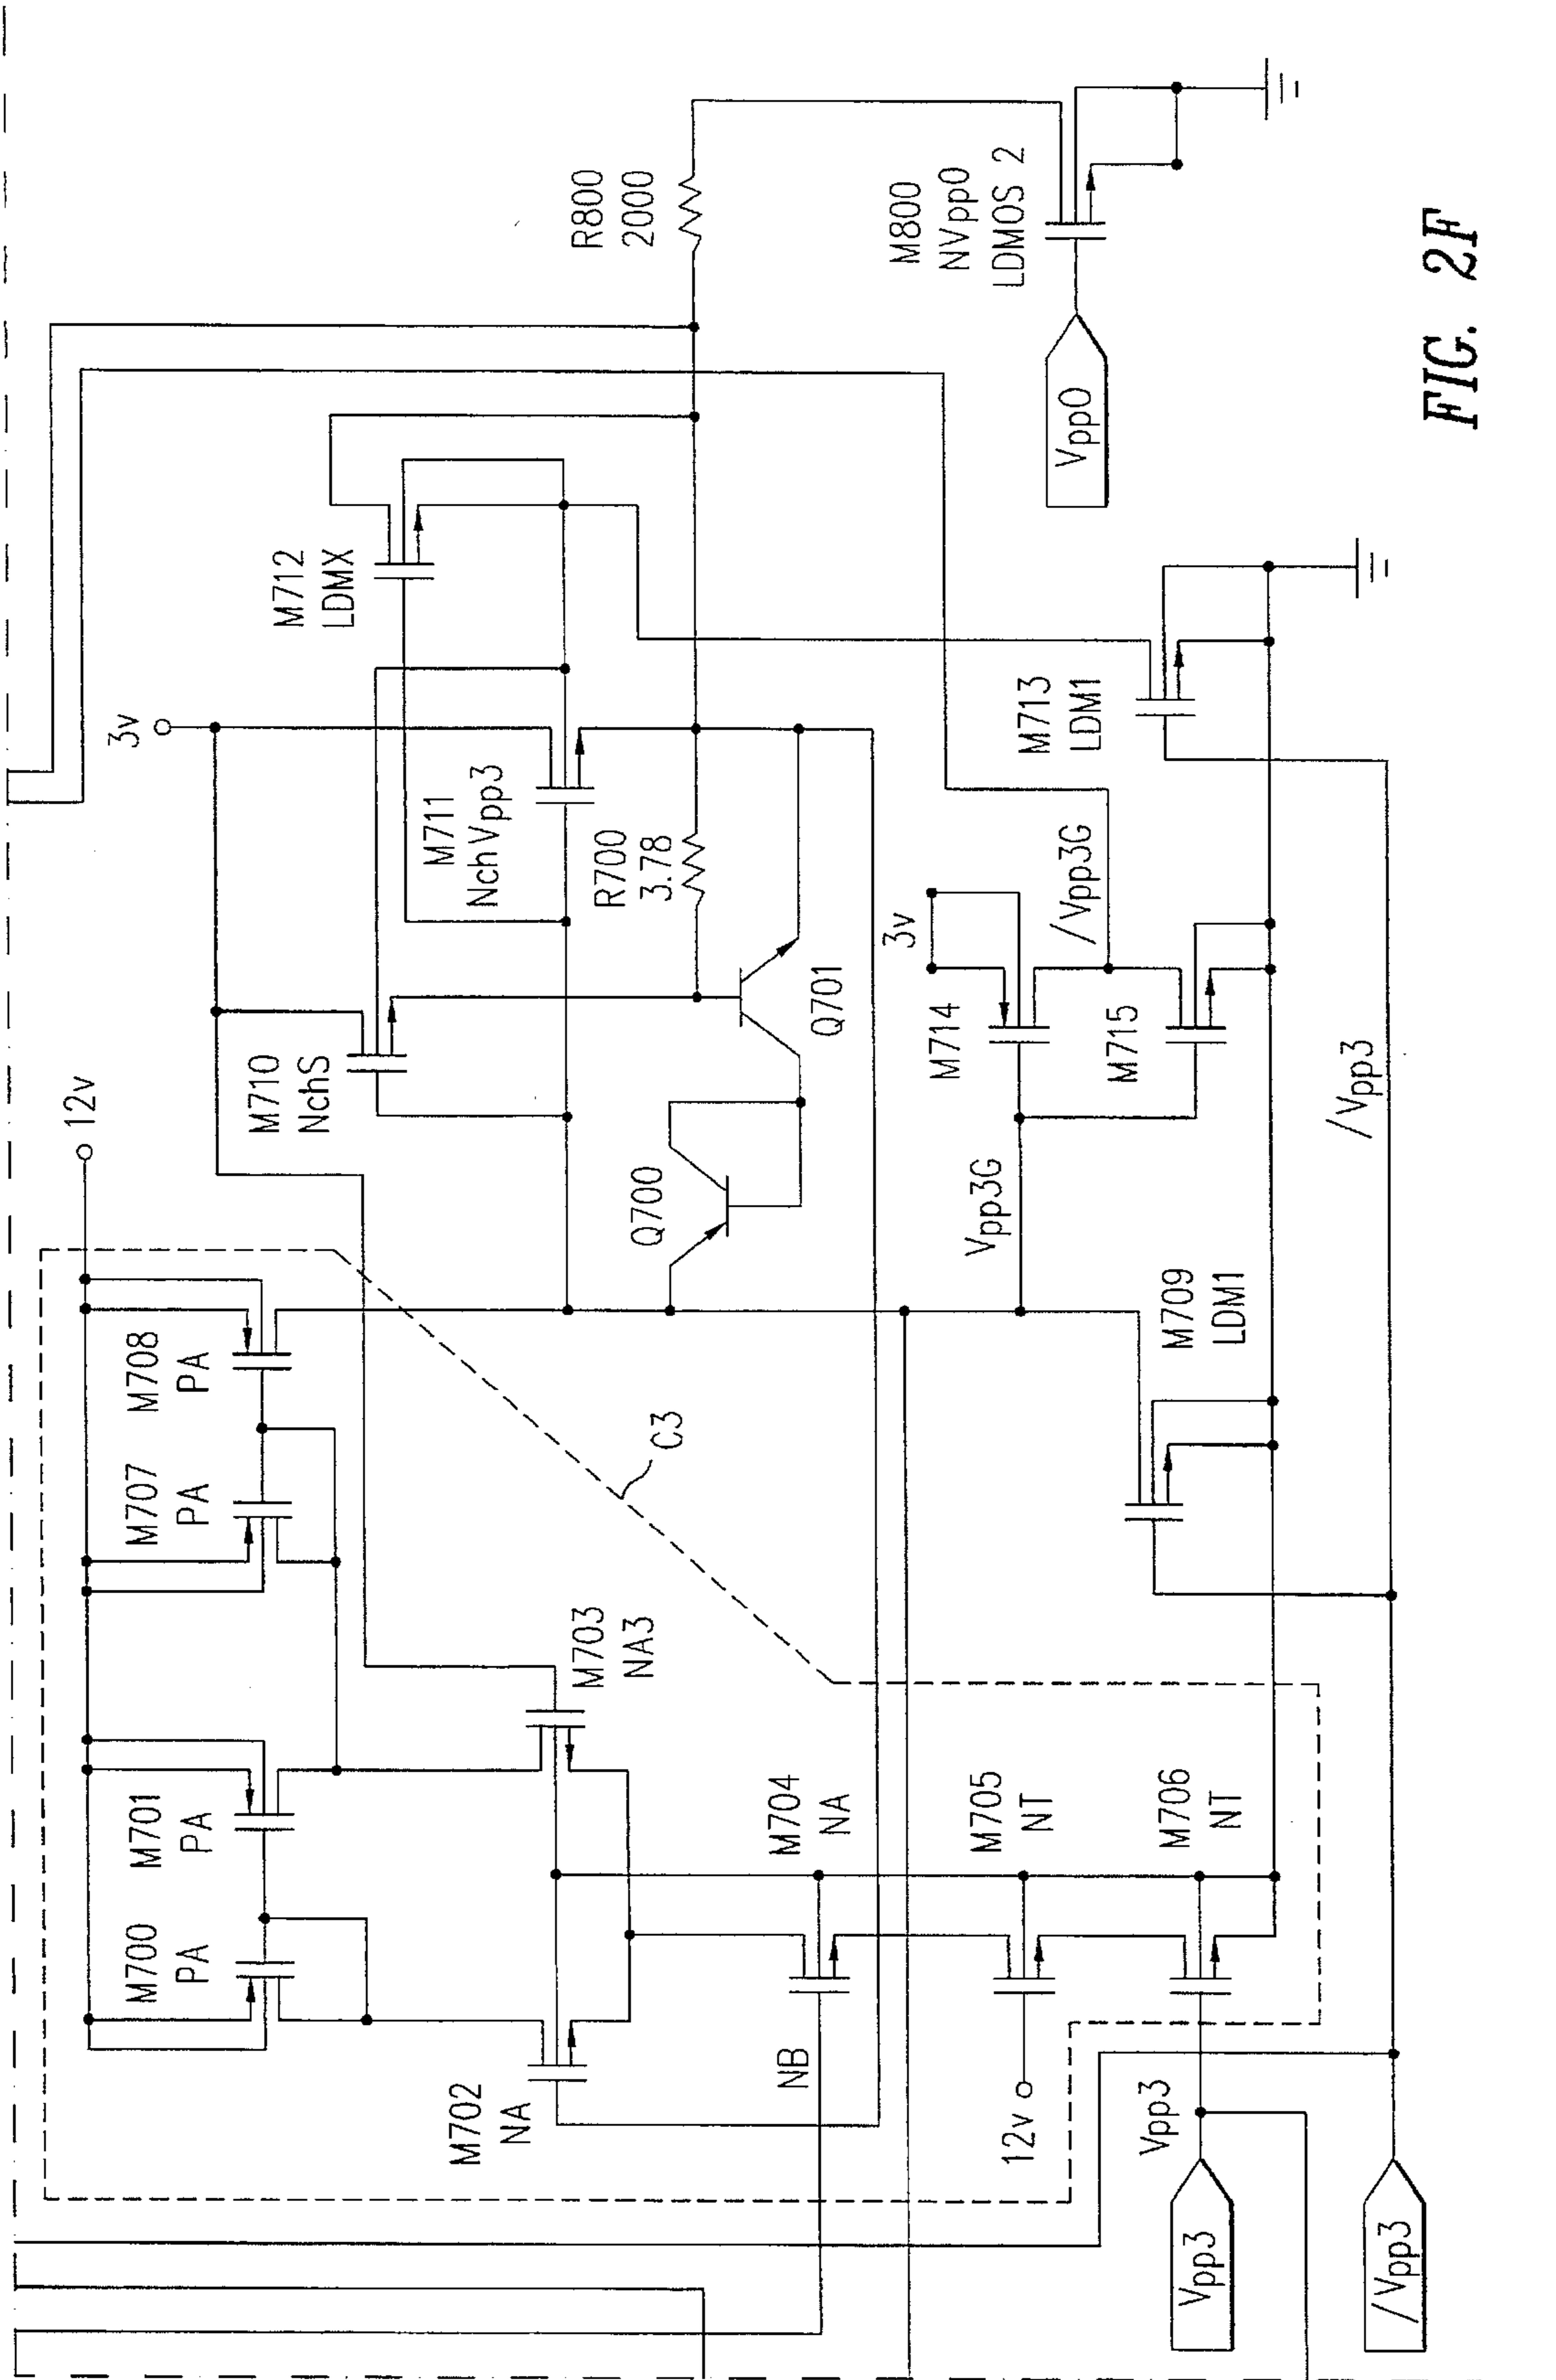 12v
3v
M700
PA
M701
PA
M707
PA
M708
PA
M710
NchS
M712
LDMX
M702
NA
M703
NA3
C3
Q700
Q701
M711
NchVpp3
R700
3.78
R800
2000
NB
M704
NA
12v
M705
NT
Vpp3
M706
NT
Vpp3G
M709
LDM1
3v
M714
M715
/Vpp3G
M713
LDM1
M800
NVpp0
LDMOS 2
Vpp0
Vpp3
/Vpp3
/Vpp3
FIG. 2F